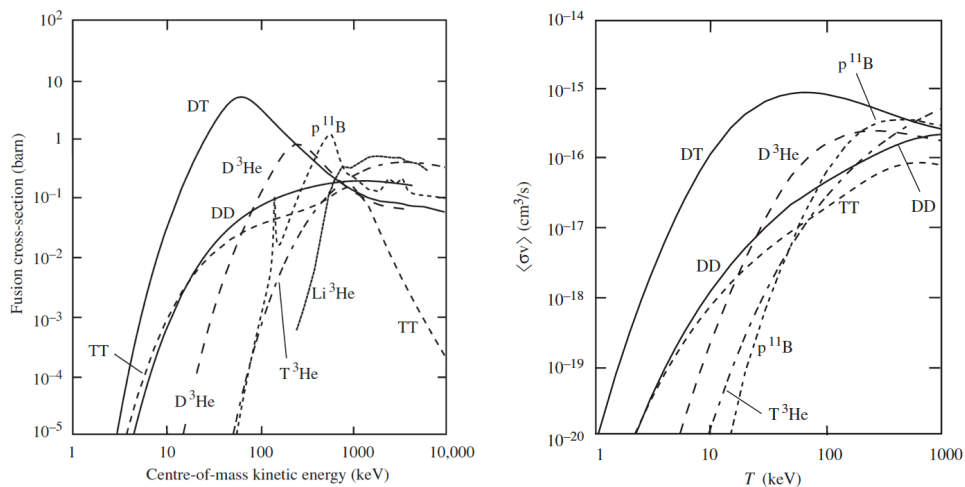 Fusion cross-section (barn)
10²
10
1
10⁻¹
10⁻²
10⁻³
10⁻⁴
10⁻⁵
DT
p ¹¹B
D ³He
DD
Li ³He
TT
TT
T ³He
D ³He
1
10
100
1000
10,000
Centre-of-mass kinetic energy (keV)
⟨σv⟩ (cm³/s)
10⁻¹⁴
10⁻¹⁵
10⁻¹⁶
10⁻¹⁷
10⁻¹⁸
10⁻¹⁹
10⁻²⁰
p ¹¹B
DT
D ³He
TT
DD
DD
p ¹¹B
T ³He
1
10
100
1000
T (keV)